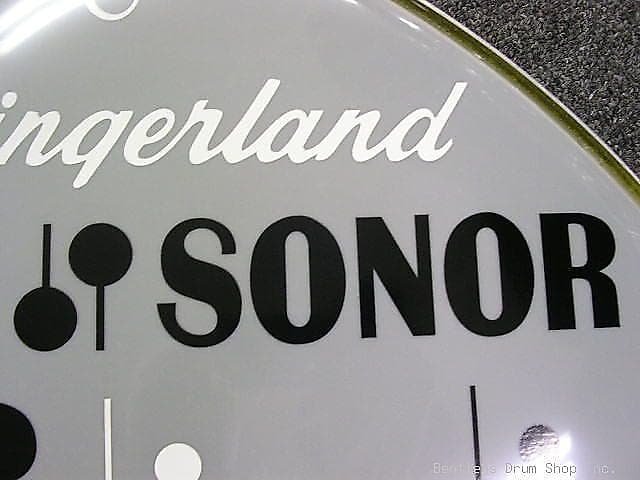 ingerland
SONOR
Bentley's Drum Shop Inc.